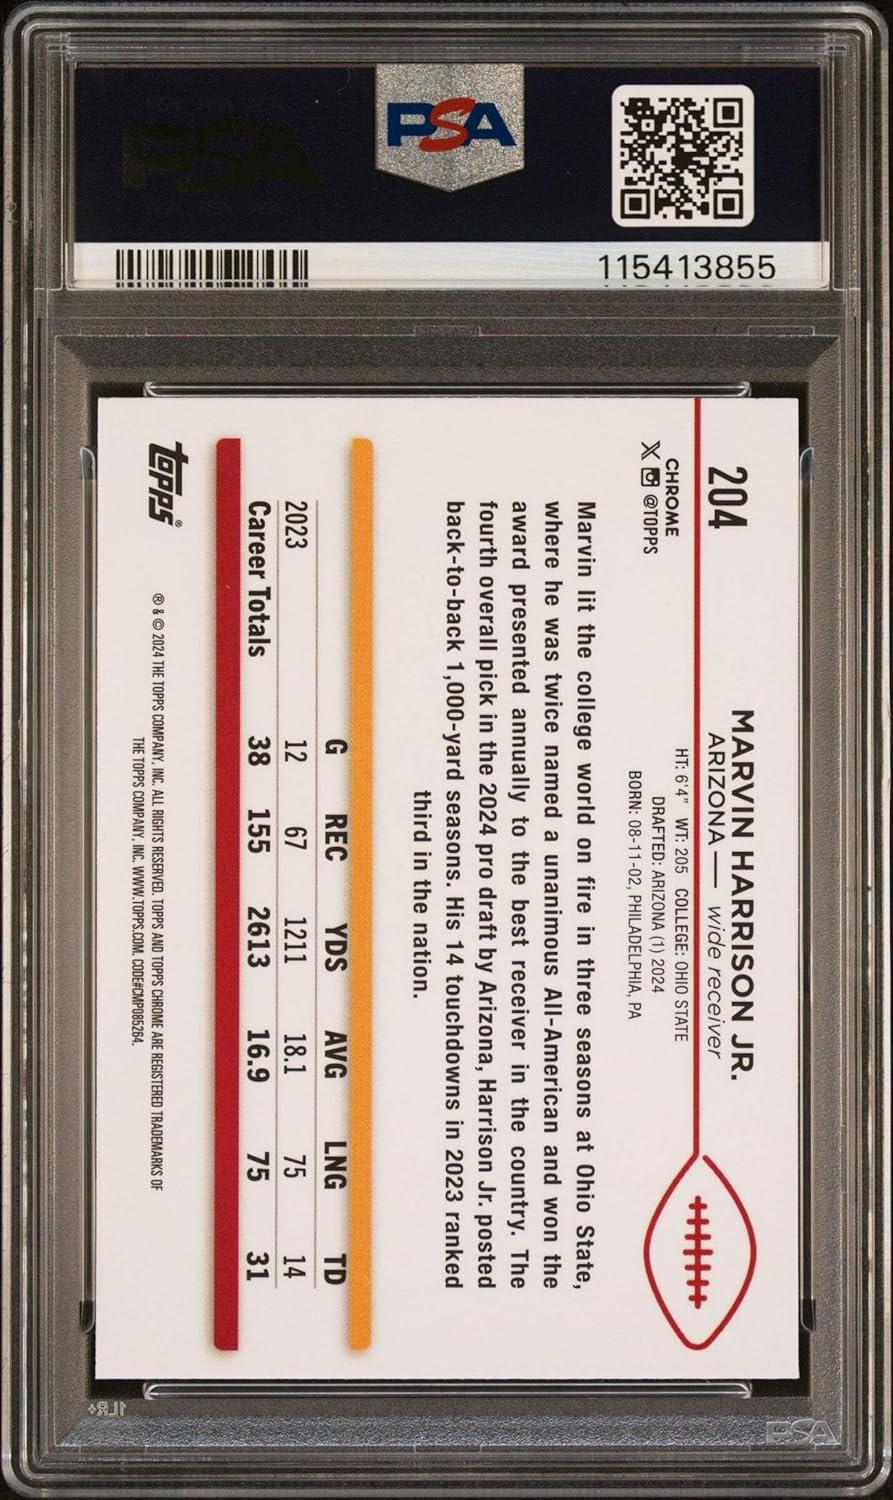 PSA
115413855
204
MARVIN HARRISON JR.
ARIZONA — wide receiver
CHROME
X @TOPPS
HT: 6'4" WT: 205 COLLEGE: OHIO STATE
DRAFTED: ARIZONA (1) 2024
BORN: 08-11-02, PHILADELPHIA, PA
Marvin lit the college world on fire in three seasons at Ohio State,
where he was twice named a unanimous All-American and won the
award presented annually to the best receiver in the country. The
fourth overall pick in the 2024 pro draft by Arizona, Harrison Jr. posted
back-to-back 1,000-yard seasons. His 14 touchdowns in 2023 ranked
third in the nation.
G REC YDS AVG LNG TD
2023 12 67 1211 18.1 75 14
Career Totals 38 155 2613 16.9 75 31
topps®
® & © 2024 THE TOPPS COMPANY, INC. ALL RIGHTS RESERVED. TOPPS AND TOPPS CHROME ARE REGISTERED TRADEMARKS OF
THE TOPPS COMPANY, INC. WWW.TOPPS.COM. CODE#CMP085264.
1LR+
PSA